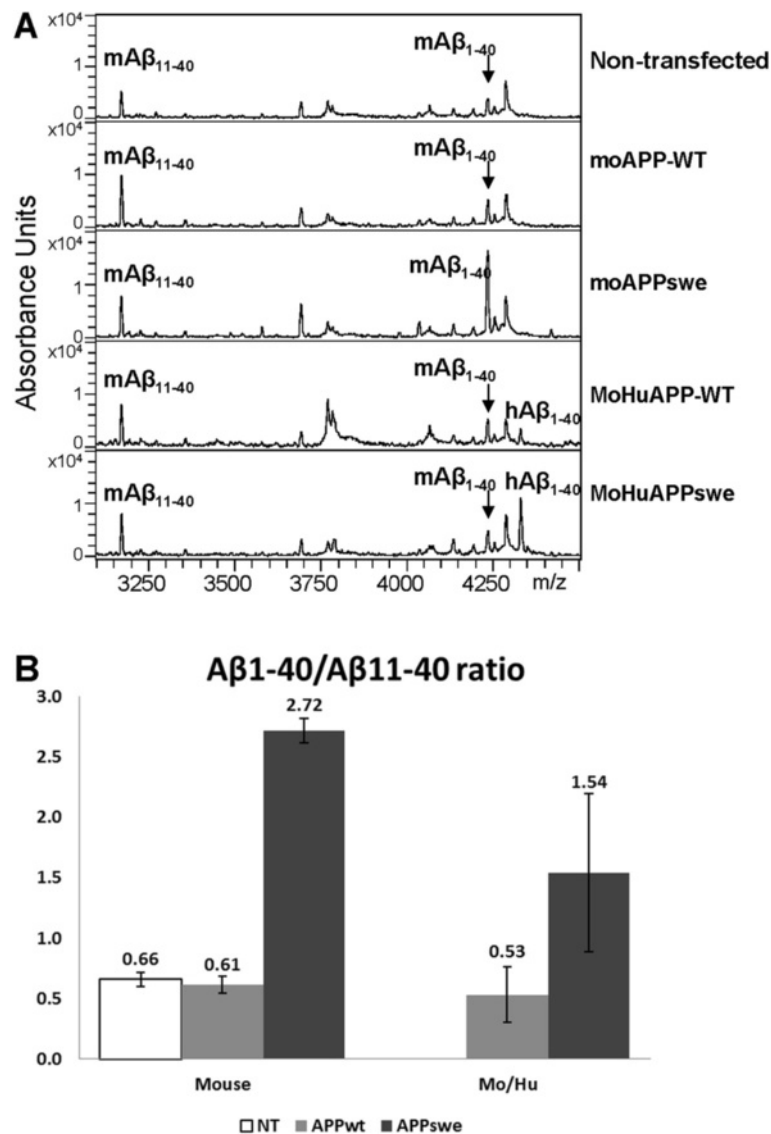 A
Absorbance Units
x10⁴
1
0
mAβ₁₁₋₄₀
mAβ₁₋₄₀
Non-transfected
x10⁴
1
0
mAβ₁₁₋₄₀
mAβ₁₋₄₀
moAPP-WT
x10⁴
1
0
mAβ₁₁₋₄₀
mAβ₁₋₄₀
moAPPswe
x10⁴
1
0
mAβ₁₁₋₄₀
mAβ₁₋₄₀
hAβ₁₋₄₀
MoHuAPP-WT
x10⁴
1
0
mAβ₁₁₋₄₀
mAβ₁₋₄₀ hAβ₁₋₄₀
MoHuAPPswe
3250 3500 3750 4000 4250 m/z
B
Aβ1-40/Aβ11-40 ratio
3.0
2.5
2.0
1.5
1.0
0.5
0.0
0.66
0.61
2.72
0.53
1.54
Mouse Mo/Hu
NT APPwt APPswe